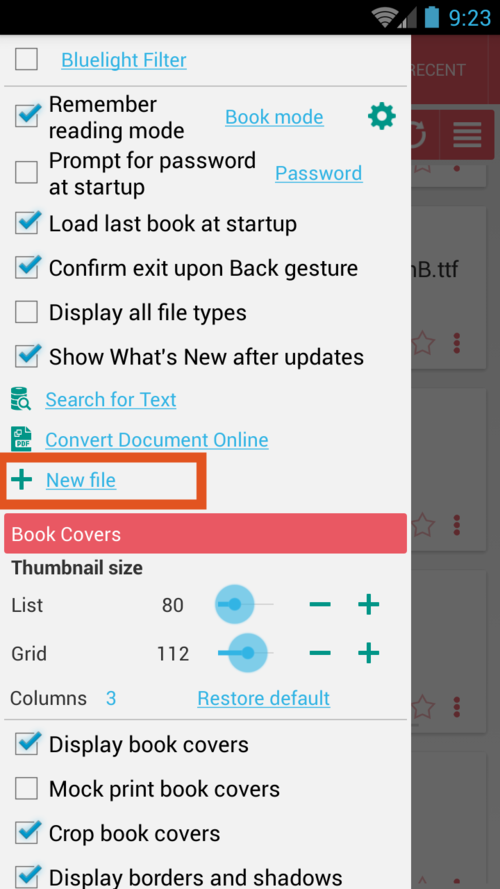 9:23
Bluelight Filter
RECENT
Remember
reading mode
Book mode
Prompt for password
at startup
Password
Load last book at startup
Confirm exit upon Back gesture
B.ttf
Display all file types
Show What's New after updates
Search for Text
PDF
Convert Document Online
New file
Book Covers
Thumbnail size
List 80
Grid 112
Columns 3 Restore default
Display book covers
Mock print book covers
Crop book covers
Display borders and shadows